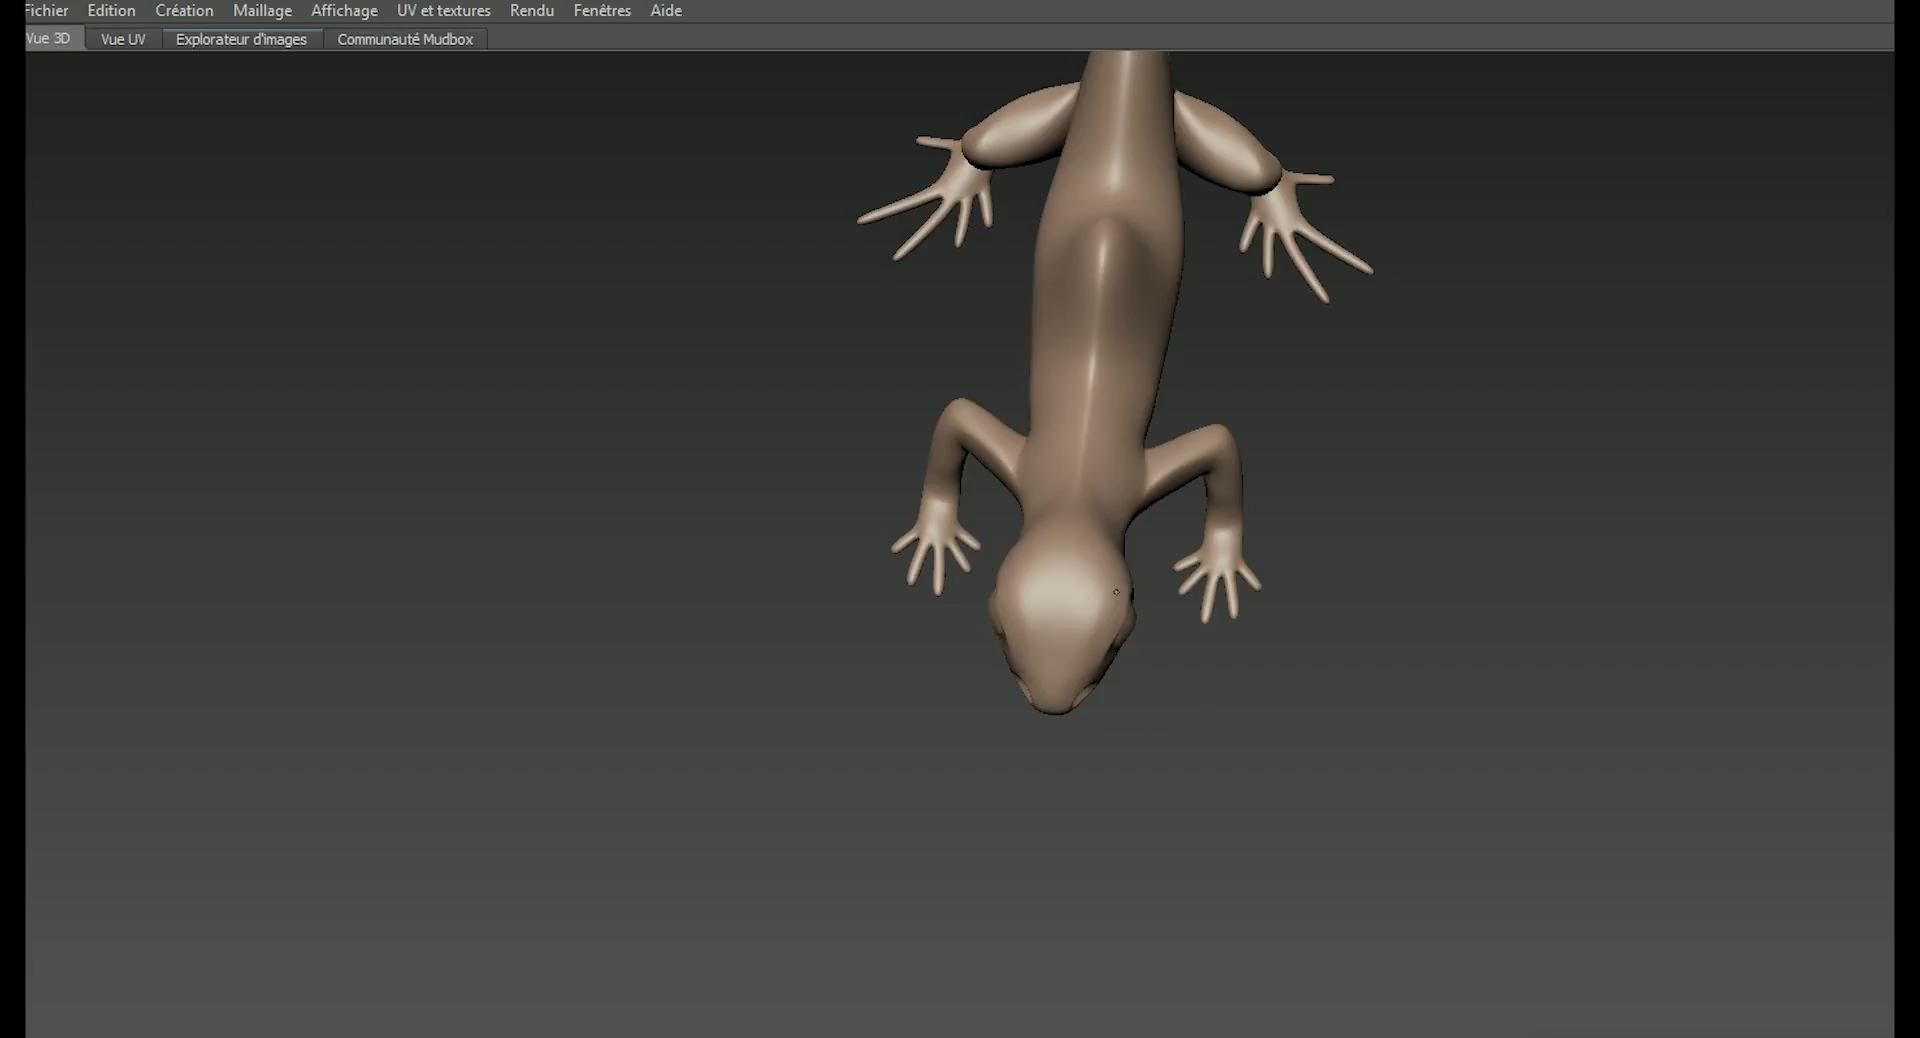 Fichier Edition Création Maillage Affichage UV et textures Rendu Fenêtres Aide
Vue 3D Vue UV Explorateur d'images Communauté Mudbox